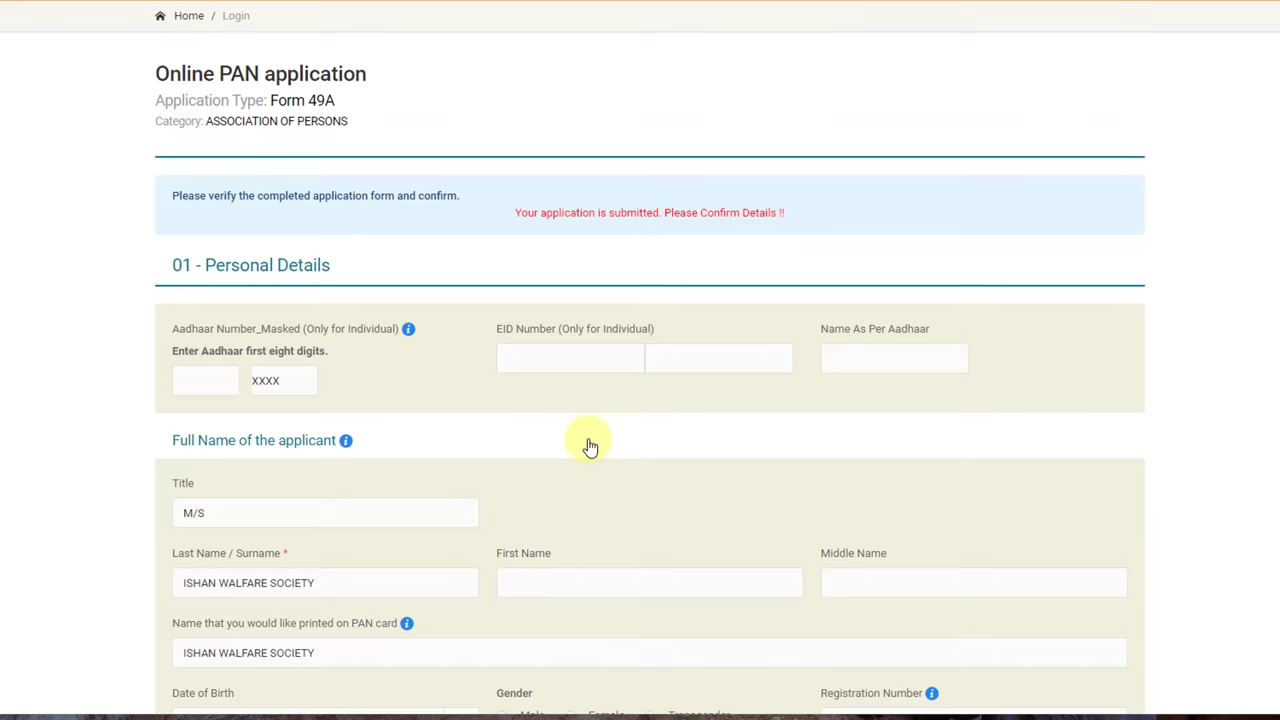 Home / Login
Online PAN application
Application Type: Form 49A
Category: ASSOCIATION OF PERSONS
Please verify the completed application form and confirm.
Your application is submitted. Please Confirm Details !!
01 - Personal Details
Aadhaar Number_Masked (Only for Individual) EID Number (Only for Individual) Name As Per Aadhaar
Enter Aadhaar first eight digits.
XXXX
Full Name of the applicant
Title
M/S
Last Name / Surname * First Name Middle Name
ISHAN WALFARE SOCIETY
Name that you would like printed on PAN card
ISHAN WALFARE SOCIETY
Date of Birth Gender Registration Number
Male Female Transgender